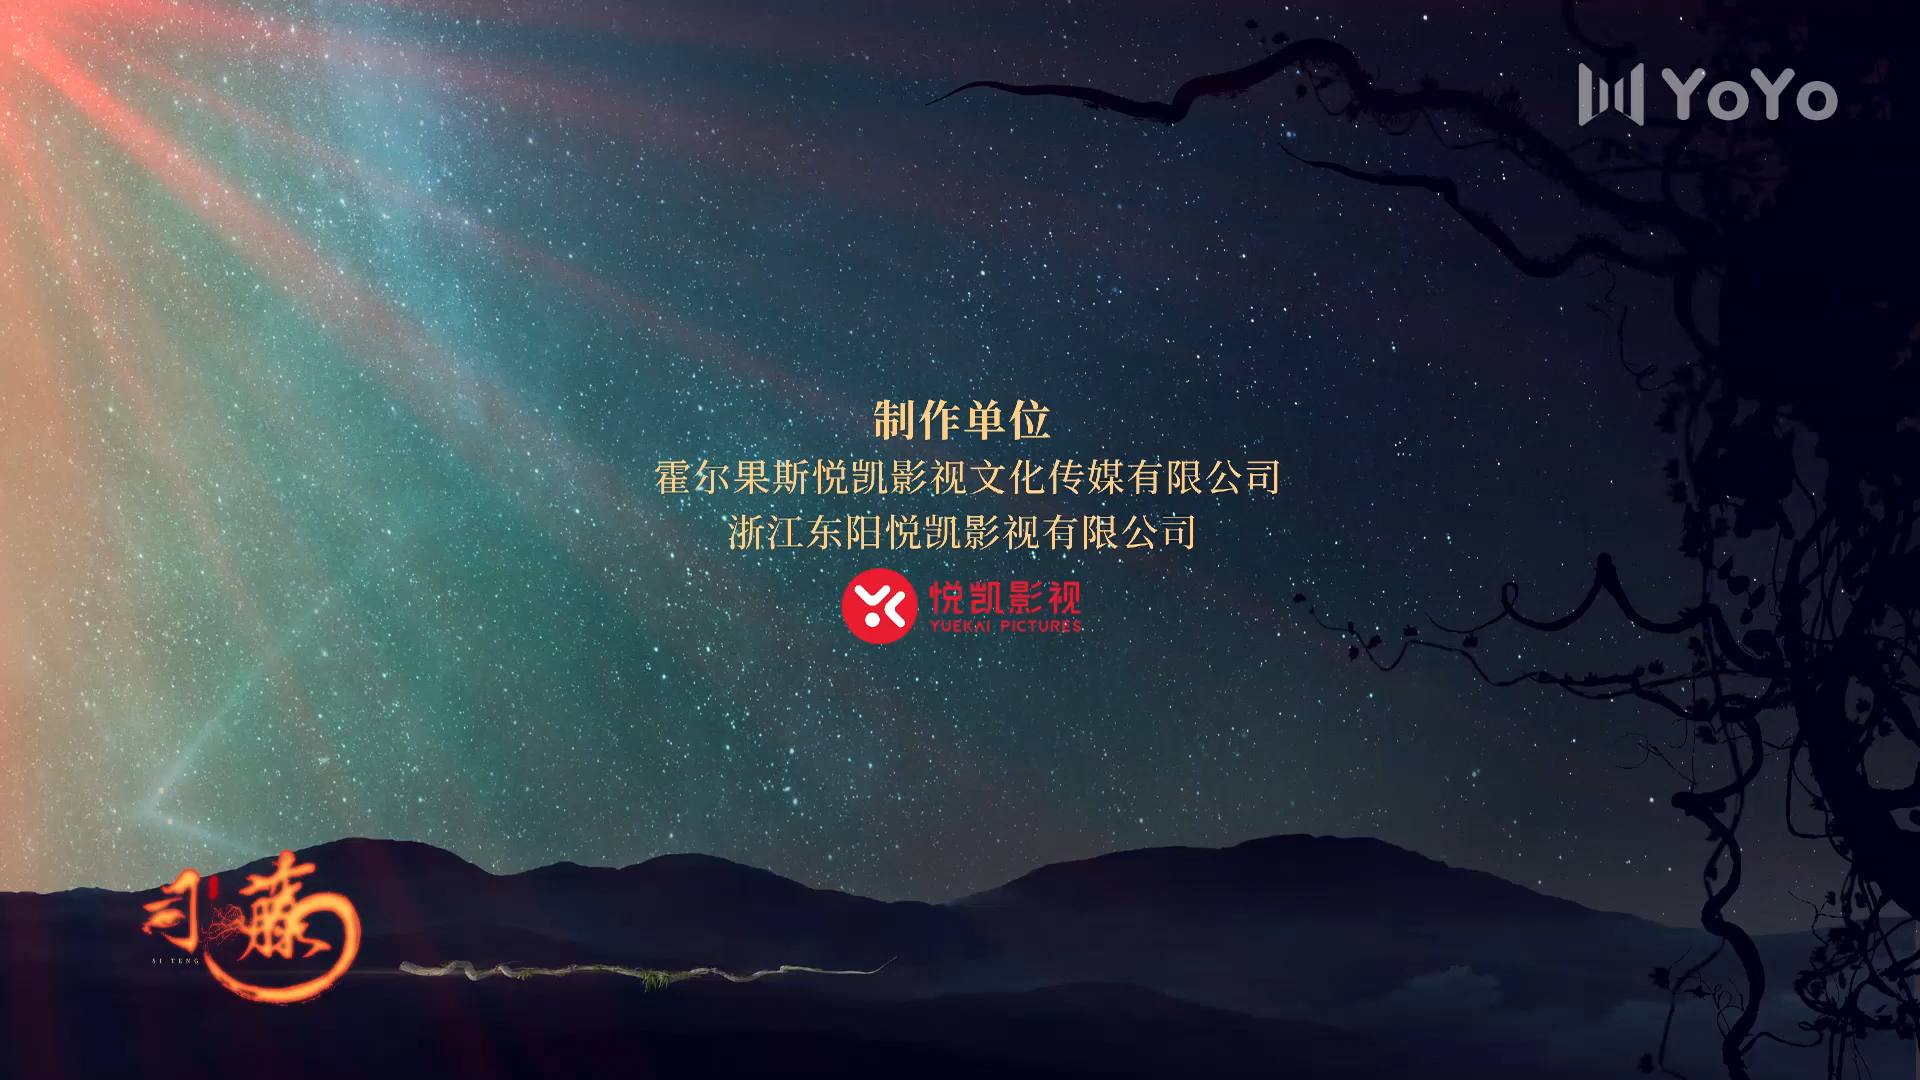 YoYo
制作单位
霍尔果斯悦凯影视文化传媒有限公司
浙江东阳悦凯影视有限公司
悦凯影视
YUEKAI PICTURES
司藤
SI TENG